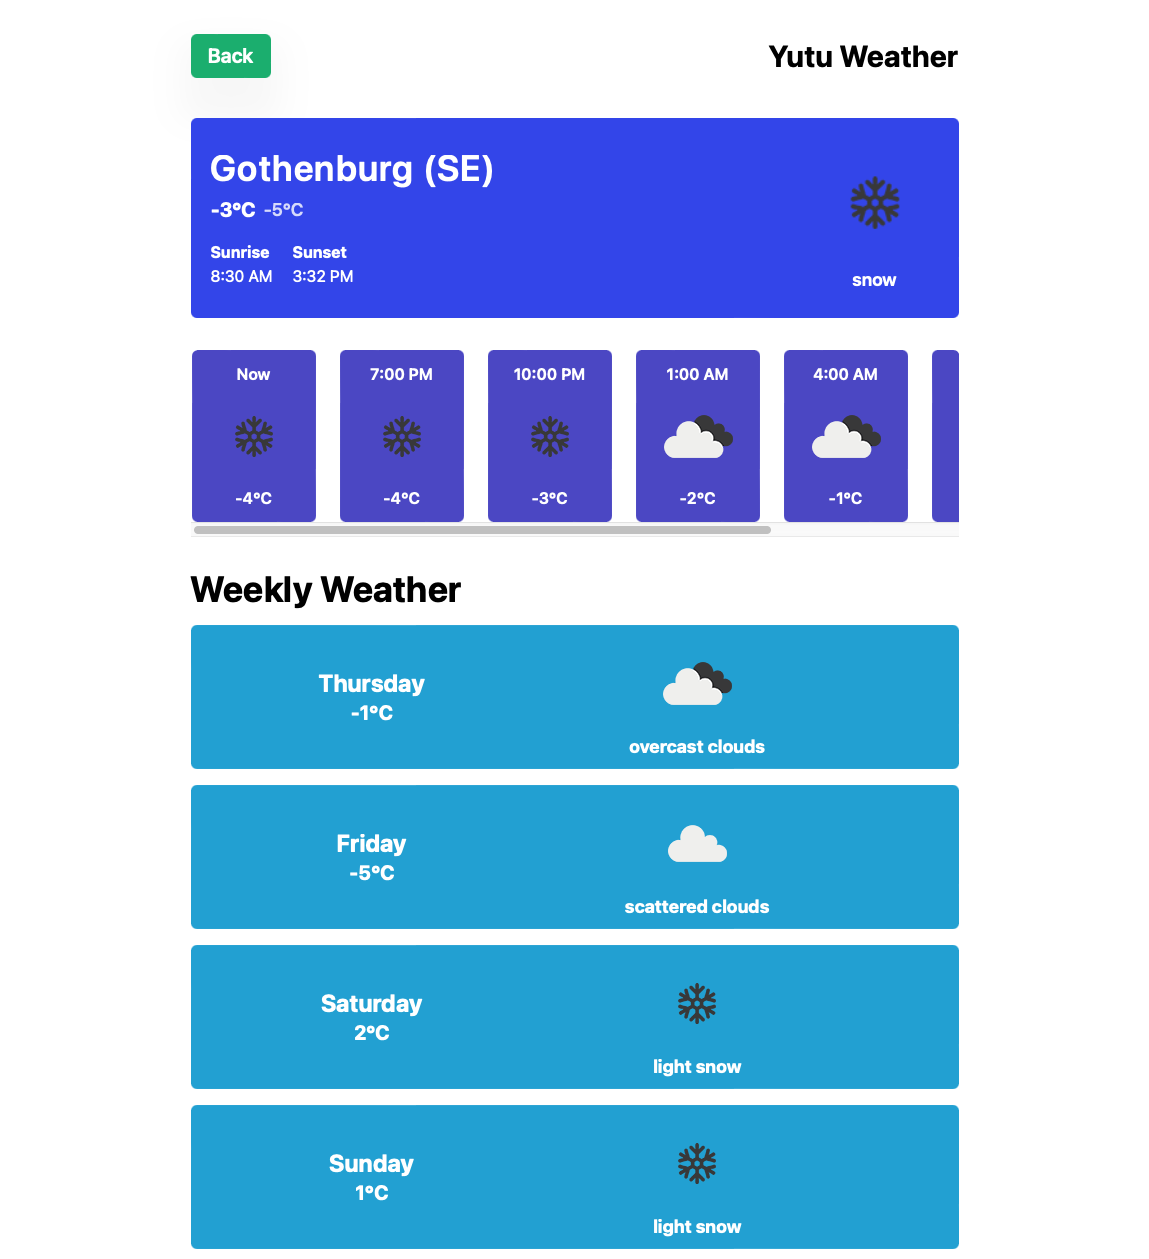 Back
Yutu Weather
Gothenburg (SE)
-3°C -5°C
Sunrise Sunset
8:30 AM 3:32 PM
snow
Now 7:00 PM 10:00 PM 1:00 AM 4:00 AM
-4°C -4°C -3°C -2°C -1°C
Weekly Weather
Thursday
-1°C
overcast clouds
Friday
-5°C
scattered clouds
Saturday
2°C
light snow
Sunday
1°C
light snow